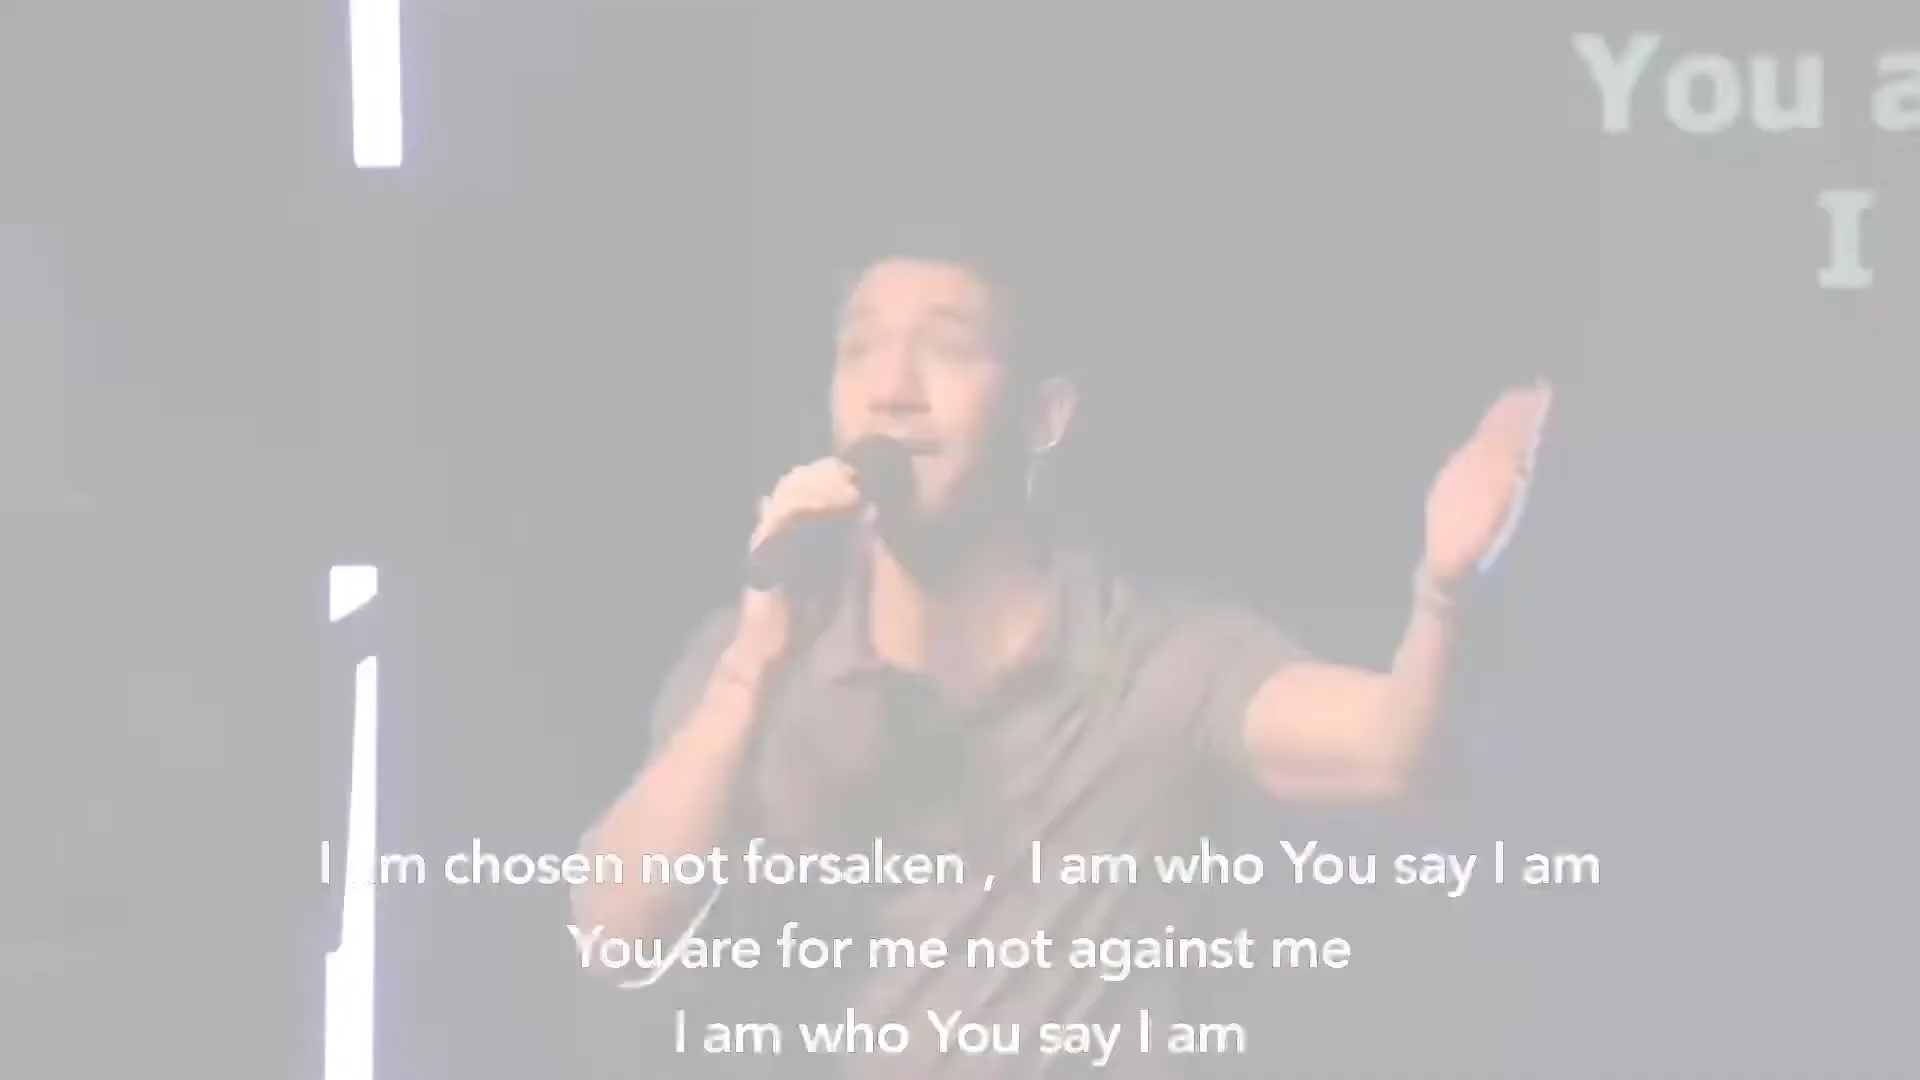 You a
I
I am chosen not forsaken , I am who You say I am
You are for me not against me
I am who You say I am